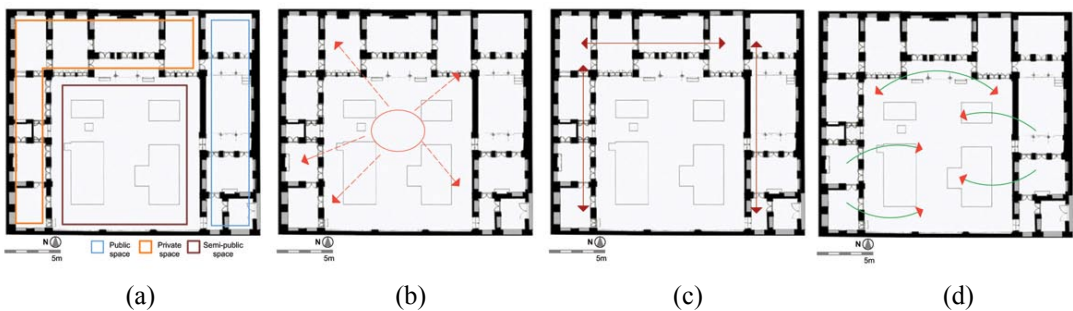 N
5m
Public space
Private space
Semi-public space
N
5m
N
5m
N
5m
(a)
(b)
(c)
(d)